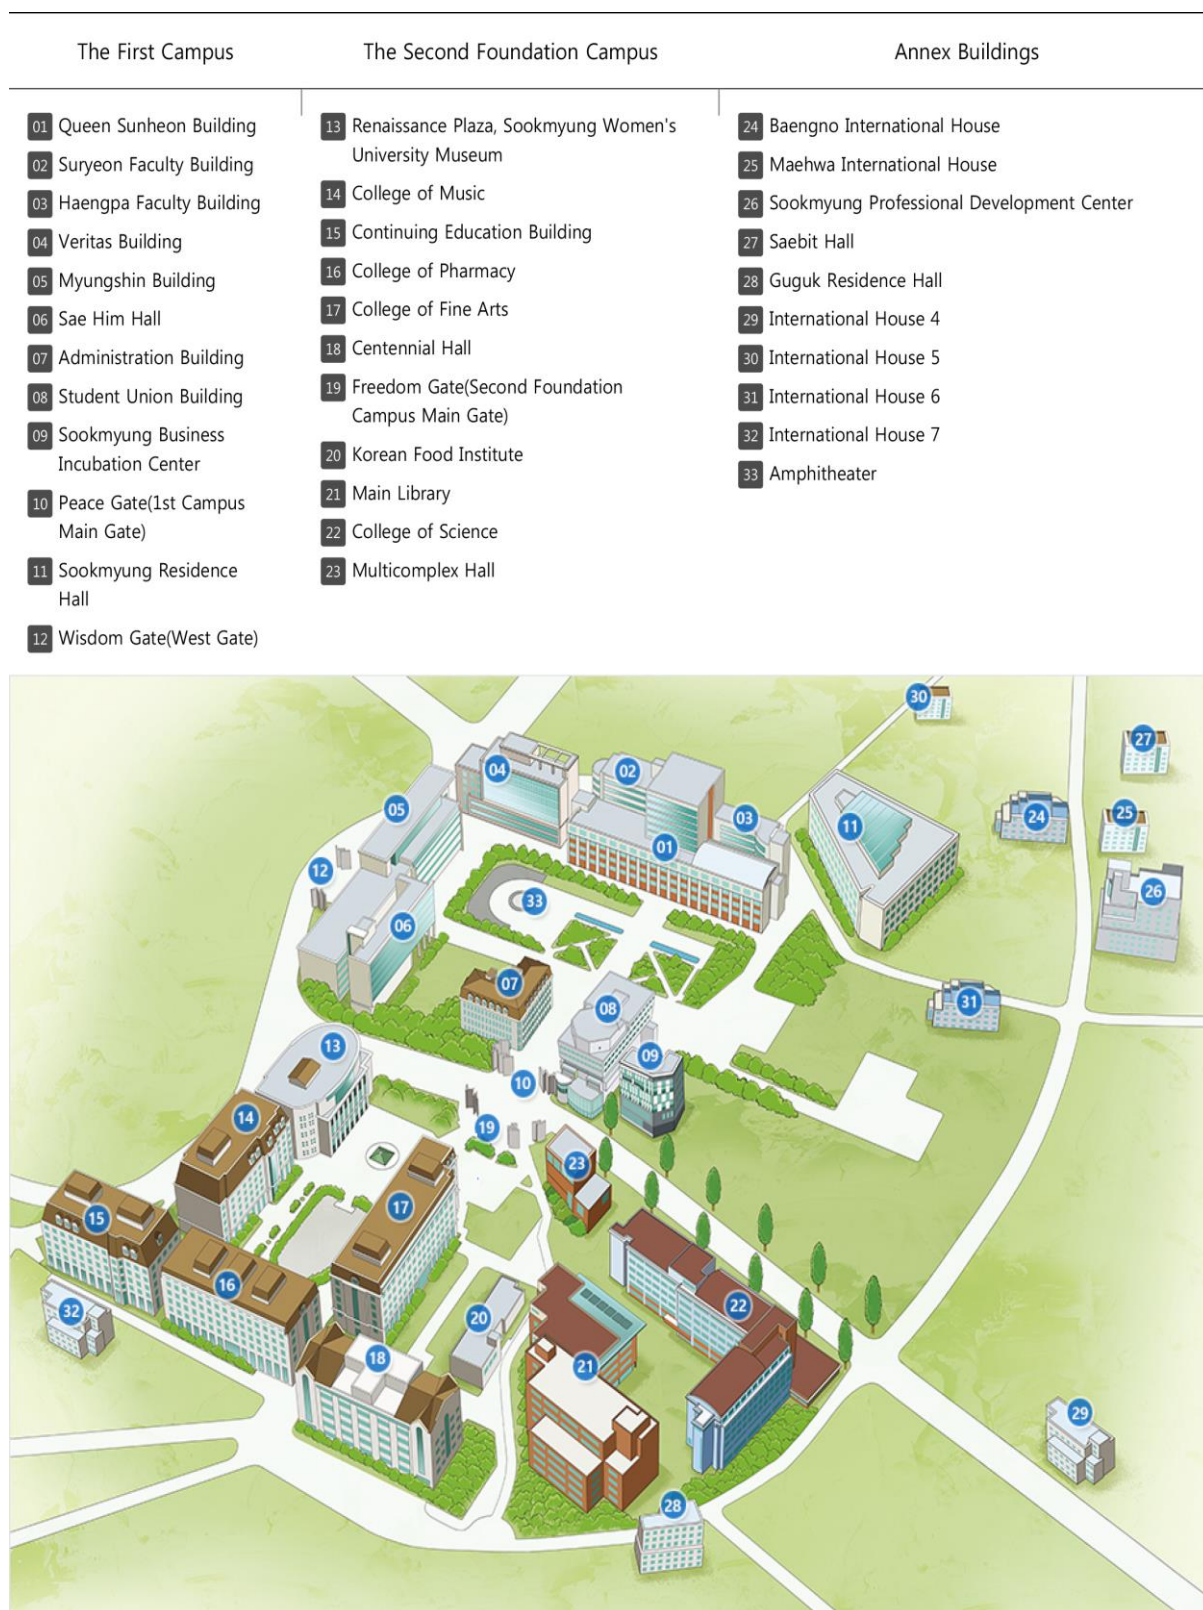 The First Campus
The Second Foundation Campus
Annex Buildings
01 Queen Sunheon Building
02 Suryeon Faculty Building
03 Haengpa Faculty Building
04 Veritas Building
05 Myungshin Building
06 Sae Him Hall
07 Administration Building
08 Student Union Building
09 Sookmyung Business
Incubation Center
10 Peace Gate(1st Campus
Main Gate)
11 Sookmyung Residence
Hall
12 Wisdom Gate(West Gate)
13 Renaissance Plaza, Sookmyung Women's
University Museum
14 College of Music
15 Continuing Education Building
16 College of Pharmacy
17 College of Fine Arts
18 Centennial Hall
19 Freedom Gate(Second Foundation
Campus Main Gate)
20 Korean Food Institute
21 Main Library
22 College of Science
23 Multicomplex Hall
24 Baengno International House
25 Maehwa International House
26 Sookmyung Professional Development Center
27 Saebit Hall
28 Guguk Residence Hall
29 International House 4
30 International House 5
31 International House 6
32 International House 7
33 Amphitheater
30
27
04
02
05
03
24
25
11
01
12
26
33
06
07
31
08
13
09
10
14
19
23
17
15
16
22
32
20
18
21
29
28